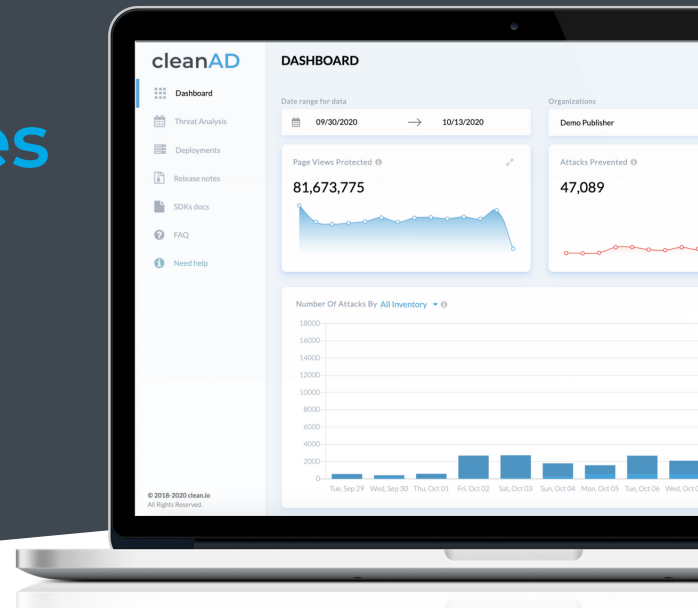 es
cleanAD
DASHBOARD
Dashboard
Threat Analysis
Deployments
Release notes
SDKs docs
FAQ
Need help
Date range for data
09/30/2020 → 10/13/2020
Organizations
Demo Publisher
Page Views Protected
81,673,775
Attacks Prevented
47,089
Number Of Attacks By All Inventory
18000
16000
14000
12000
10000
8000
6000
4000
2000
0
Tue, Sep 29 Wed, Sep 30 Thu, Oct 01 Fri, Oct 02 Sat, Oct 03 Sun, Oct 04 Mon, Oct 05 Tue, Oct 06 Wed, Oct
© 2018-2020 clean.io
All Rights Reserved.